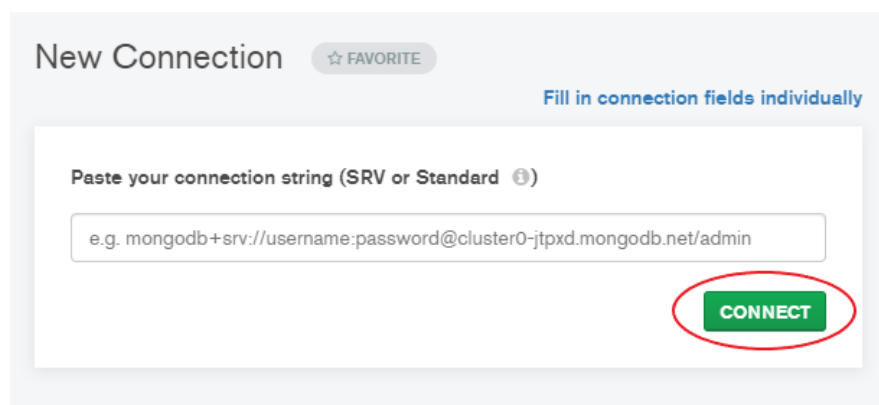 New Connection ☆ FAVORITE
Fill in connection fields individually
Paste your connection string (SRV or Standard i)
e.g. mongodb+srv://username:password@cluster0-jtpxd.mongodb.net/admin
CONNECT